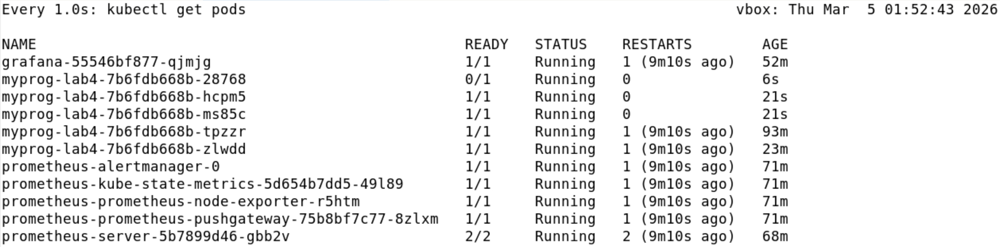 Every 1.0s: kubectl get pods                                                        vbox: Thu Mar  5 01:52:43 2026

NAME                                                 READY   STATUS    RESTARTS        AGE
grafana-55546bf877-qjmjg                             1/1     Running   1 (9m10s ago)   52m
myprog-lab4-7b6fdb668b-28768                         0/1     Running   0               6s
myprog-lab4-7b6fdb668b-hcpm5                         1/1     Running   0               21s
myprog-lab4-7b6fdb668b-ms85c                         1/1     Running   0               21s
myprog-lab4-7b6fdb668b-tpzzr                         1/1     Running   1 (9m10s ago)   93m
myprog-lab4-7b6fdb668b-zlwdd                         1/1     Running   1 (9m10s ago)   23m
prometheus-alertmanager-0                            1/1     Running   1 (9m10s ago)   71m
prometheus-kube-state-metrics-5d654b7dd5-49l89       1/1     Running   1 (9m10s ago)   71m
prometheus-prometheus-node-exporter-r5htm            1/1     Running   1 (9m10s ago)   71m
prometheus-prometheus-pushgateway-75b8bf7c77-8zlxm   1/1     Running   1 (9m10s ago)   71m
prometheus-server-5b7899d46-gbb2v                    2/2     Running   2 (9m10s ago)   68m